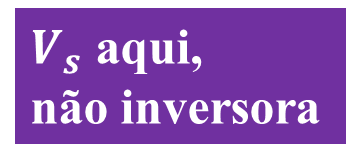 Vₛ aqui,
não inversora